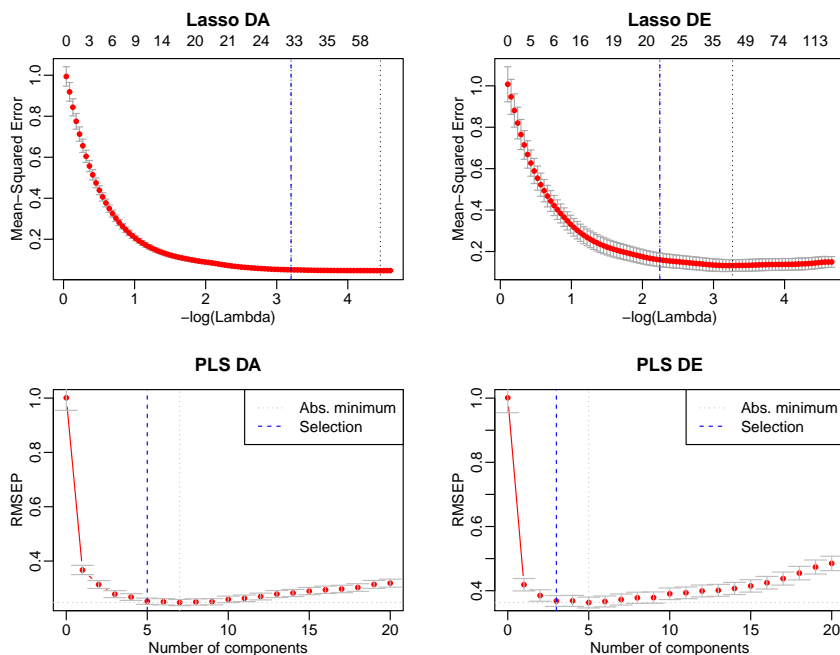 Lasso DA
0 3 6 9 14 20 21 24 33 35 58
Mean−Squared Error
1.0
0.8
0.6
0.4
0.2
0 1 2 3 4
−log(Lambda)
Lasso DE
0 5 6 16 19 20 25 35 49 74 113
Mean−Squared Error
1.0
0.8
0.6
0.4
0.2
0 1 2 3 4
−log(Lambda)
PLS DA
RMSEP
1.0
0.8
0.6
0.4
Abs. minimum
Selection
0 5 10 15 20
Number of components
PLS DE
RMSEP
1.0
0.8
0.6
0.4
Abs. minimum
Selection
0 5 10 15 20
Number of components